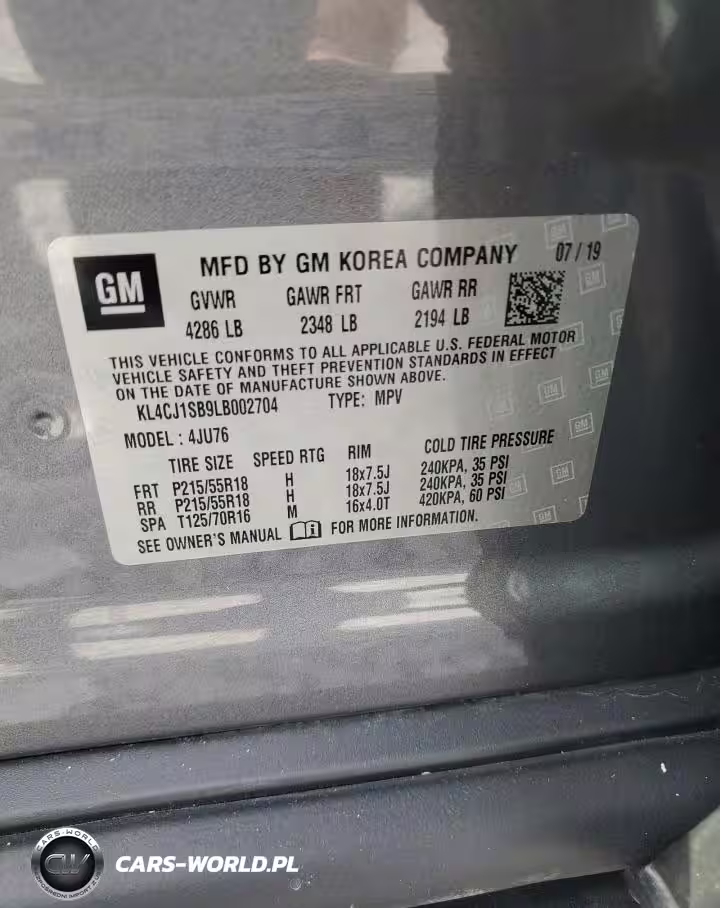 GM
MFD BY GM KOREA COMPANY 07 / 19
GVWR GAWR FRT GAWR RR
4286 LB 2348 LB 2194 LB
THIS VEHICLE CONFORMS TO ALL APPLICABLE U.S. FEDERAL MOTOR
VEHICLE SAFETY AND THEFT PREVENTION STANDARDS IN EFFECT
ON THE DATE OF MANUFACTURE SHOWN ABOVE.
KL4CJ1SB9LB002704 TYPE: MPV
MODEL : 4JU76
TIRE SIZE SPEED RTG RIM COLD TIRE PRESSURE
FRT P215/55R18 H 18x7.5J 240KPA, 35 PSI
RR P215/55R18 H 18x7.5J 240KPA, 35 PSI
SPA T125/70R16 M 16x4.0T 420KPA, 60 PSI
SEE OWNER'S MANUAL FOR MORE INFORMATION.
CARS-WORLD
CW
CARS-WORLD.PL